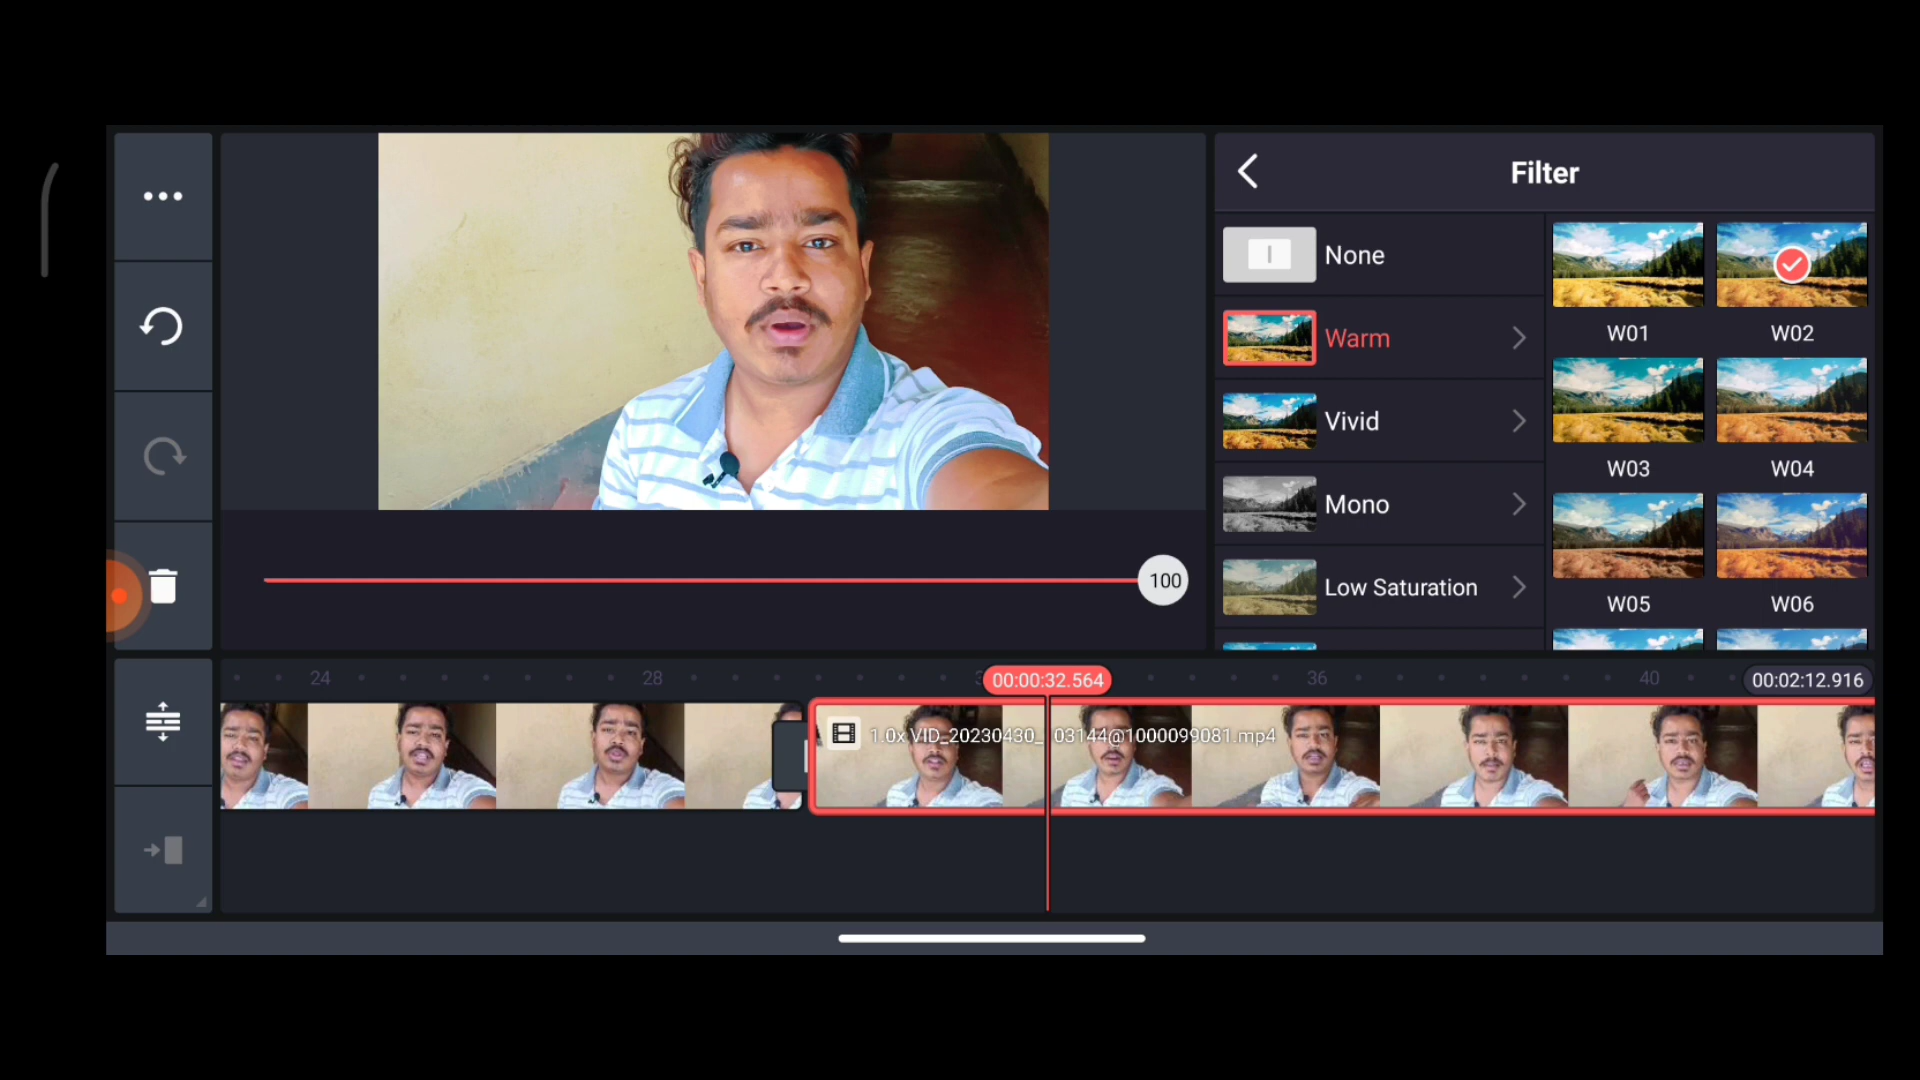 Filter
None
Warm
Vivid
Mono
Low Saturation
W01
W02
W03
W04
W05
W06
100
24
28
00:00:32.564
36
40
00:02:12.916
1.0x VID_20230430_ 03144@1000099081.mp4